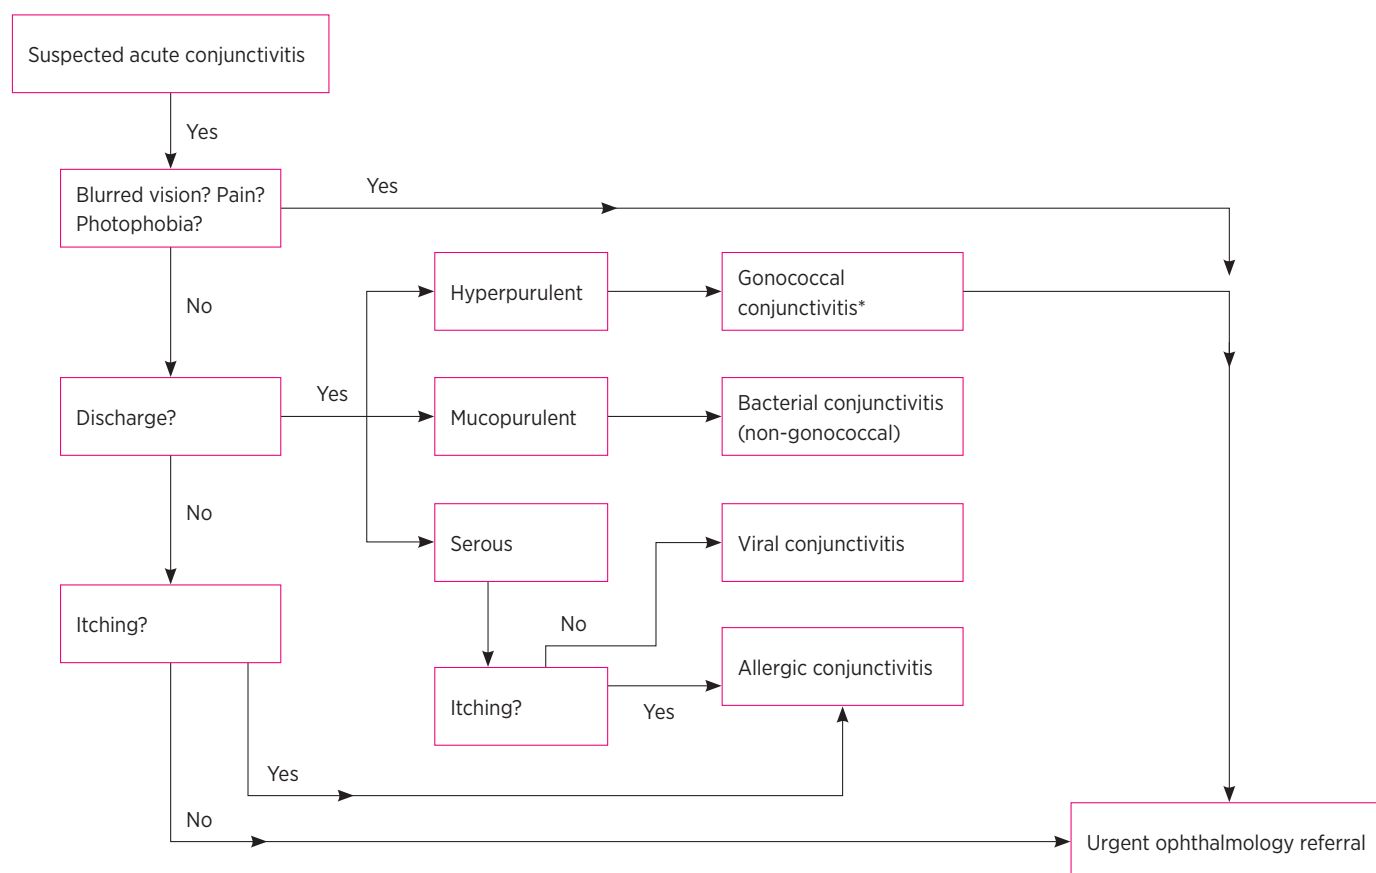 Suspected acute conjunctivitis
Yes
Blurred vision? Pain?
Photophobia?
Yes
No
Hyperpurulent
Gonococcal
conjunctivitis*
Discharge?
Yes
Mucopurulent
Bacterial conjunctivitis
(non-gonococcal)
No
Serous
Viral conjunctivitis
Itching?
No
Itching?
Yes
Allergic conjunctivitis
Yes
No
Urgent ophthalmology referral